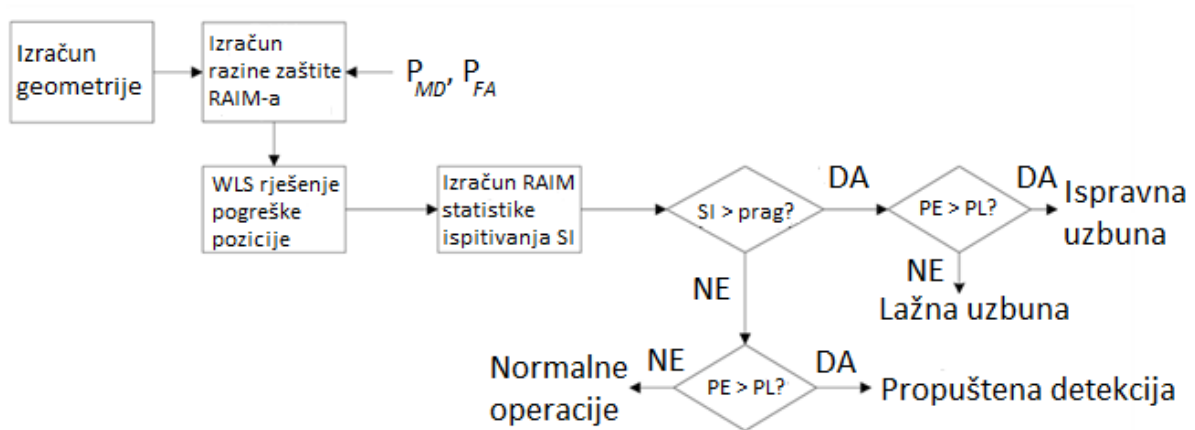 Izračun
geometrije
Izračun
razine zaštite
RAIM-a
P_MD, P_FA
WLS rješenje
pogreške
pozicije
Izračun RAIM
statistike
ispitivanja SI
SI > prag?
DA
PE > PL?
DA
Ispravna
uzbuna
NE
Lažna uzbuna
NE
PE > PL?
NE
Normalne
operacije
DA
Propuštena detekcija